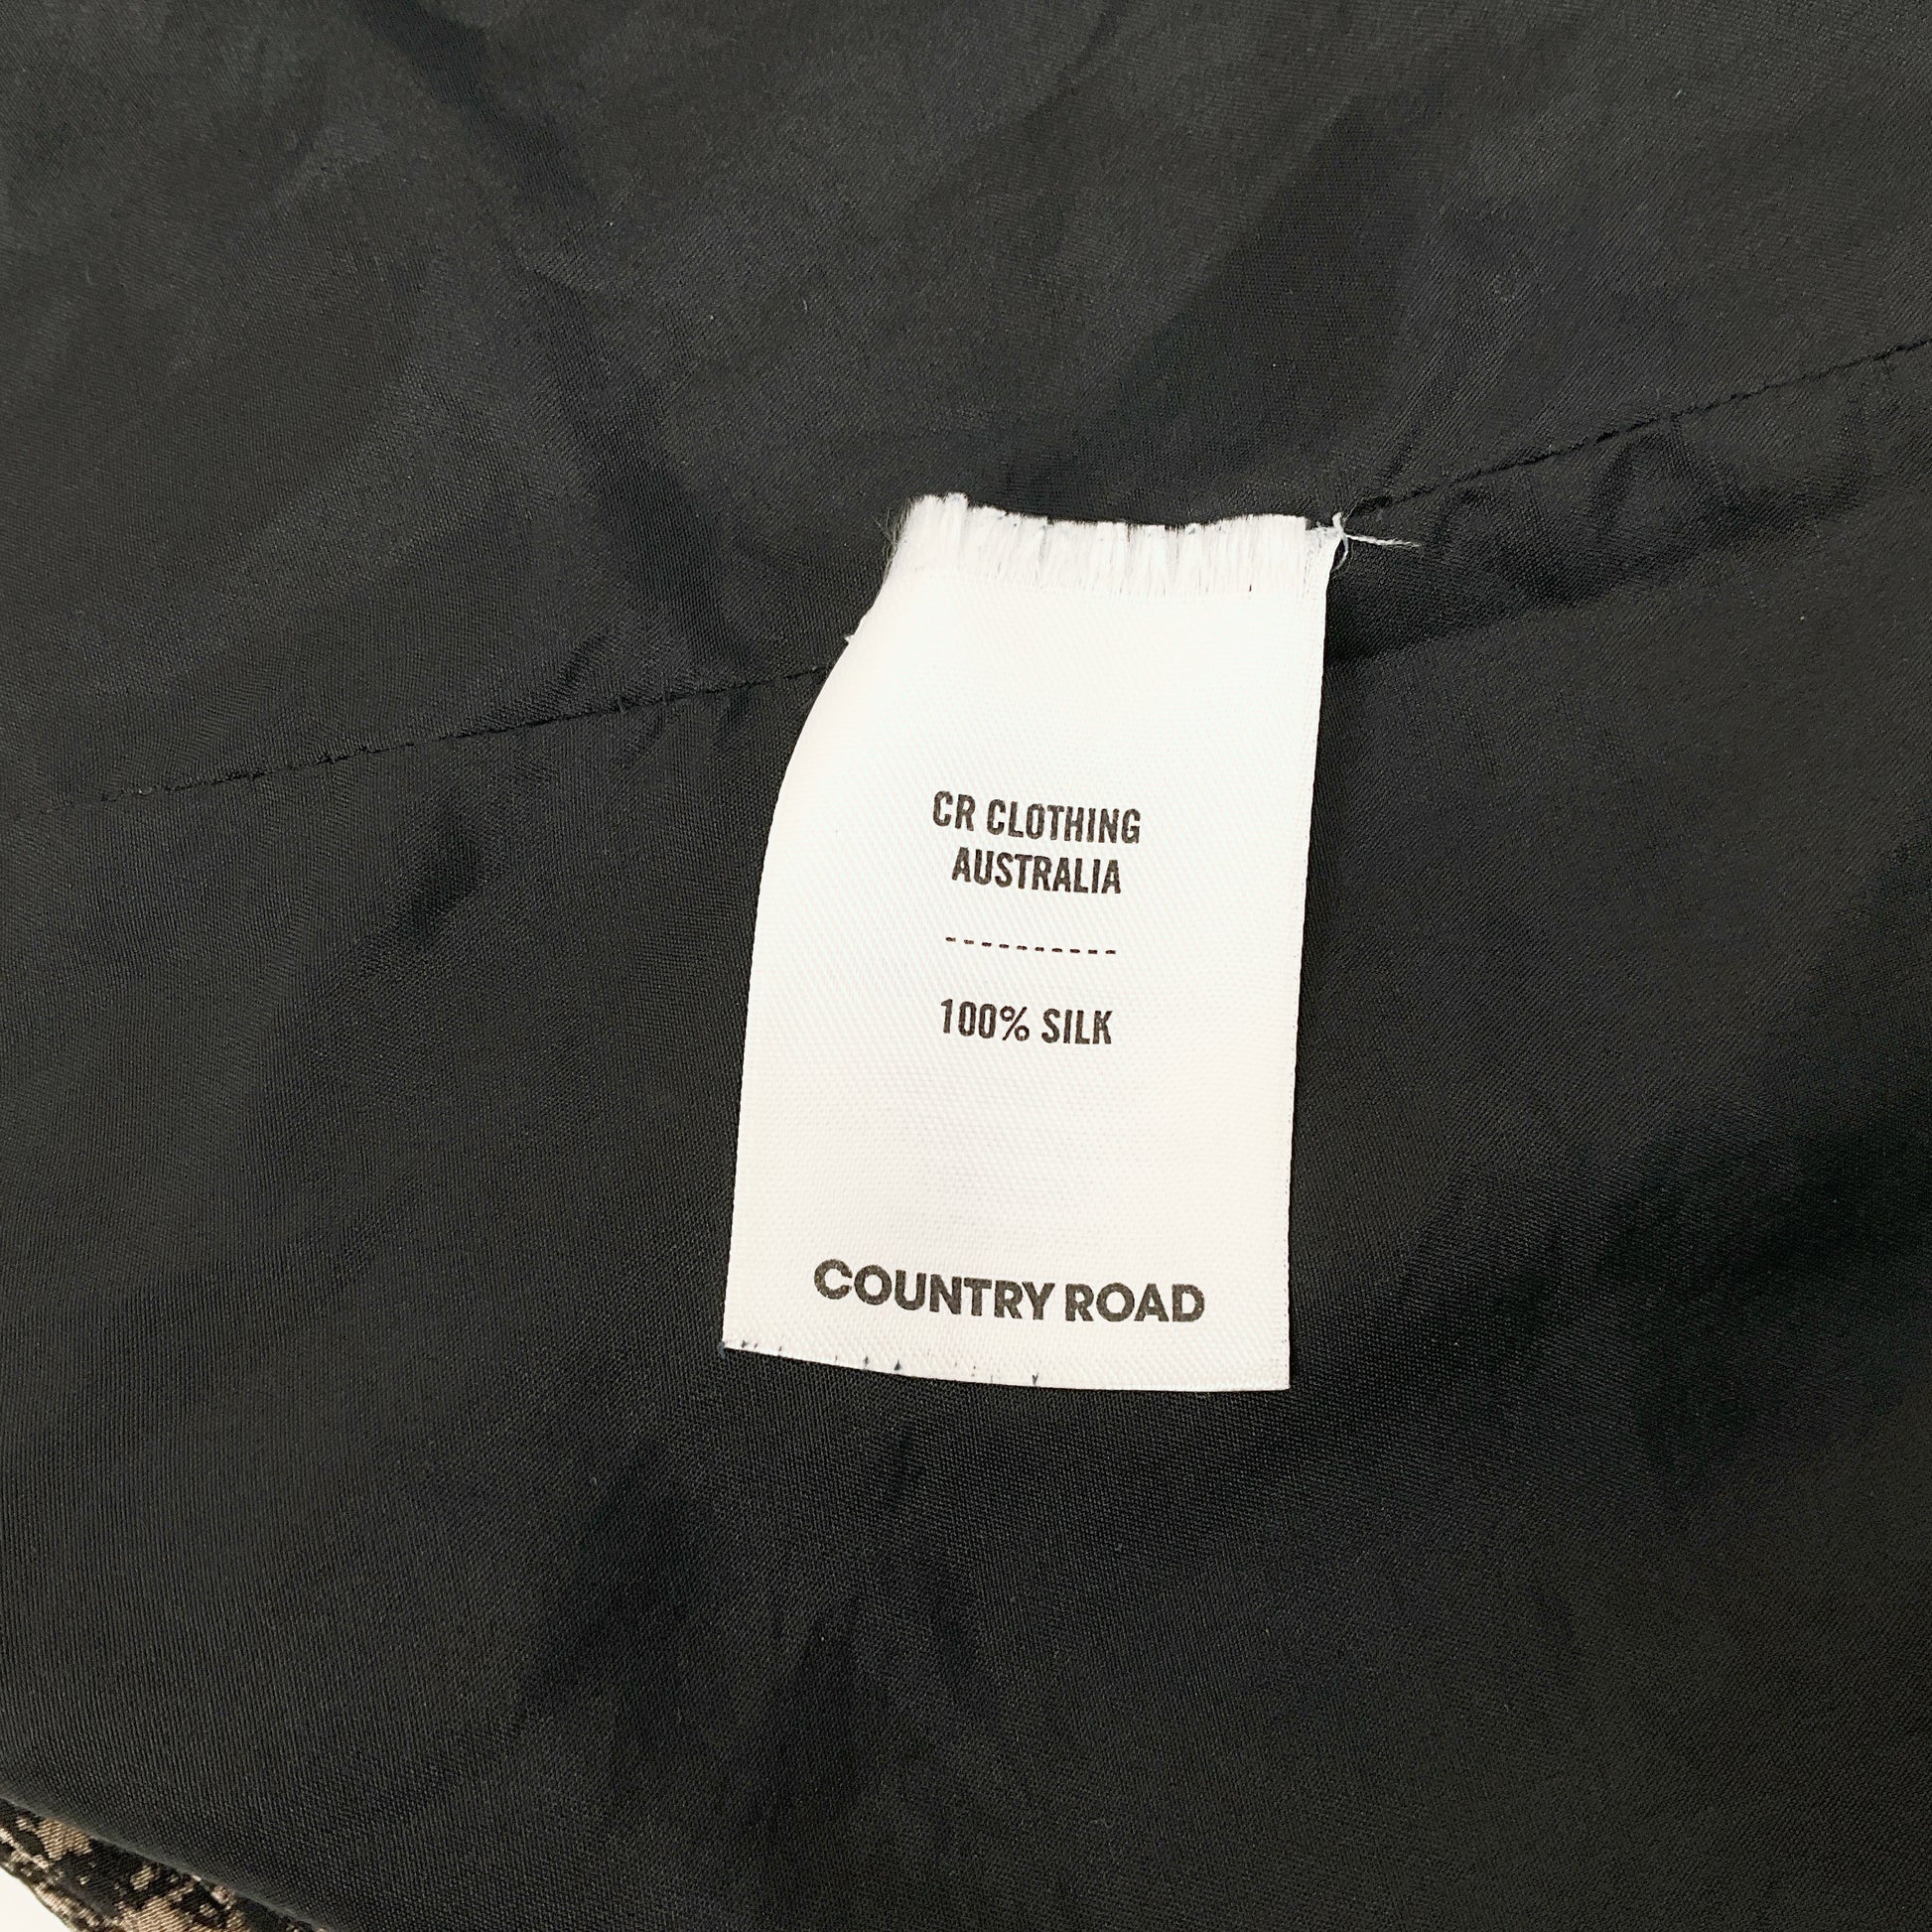 CR CLOTHING
AUSTRALIA
----------
100% SILK
COUNTRY ROAD